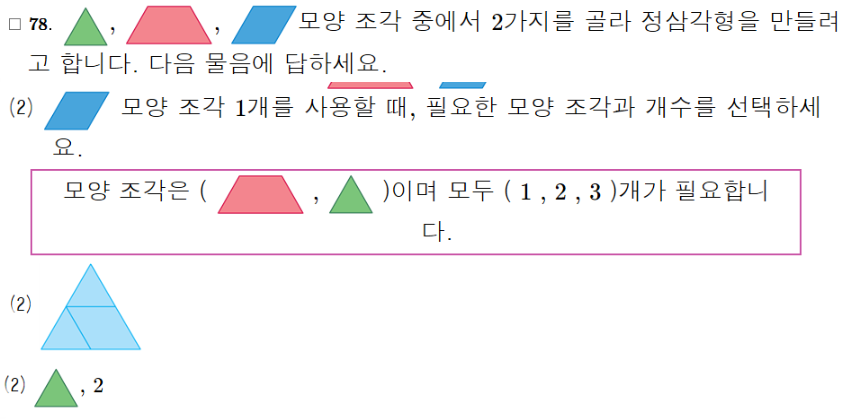 □ 78. , , 모양 조각 중에서 2가지를 골라 정삼각형을 만들려
고 합니다. 다음 물음에 답하세요.
(2) 모양 조각 1개를 사용할 때, 필요한 모양 조각과 개수를 선택하세
요.
모양 조각은 ( , )이며 모두 ( 1 , 2 , 3 )개가 필요합니
다.
(2)
(2) , 2